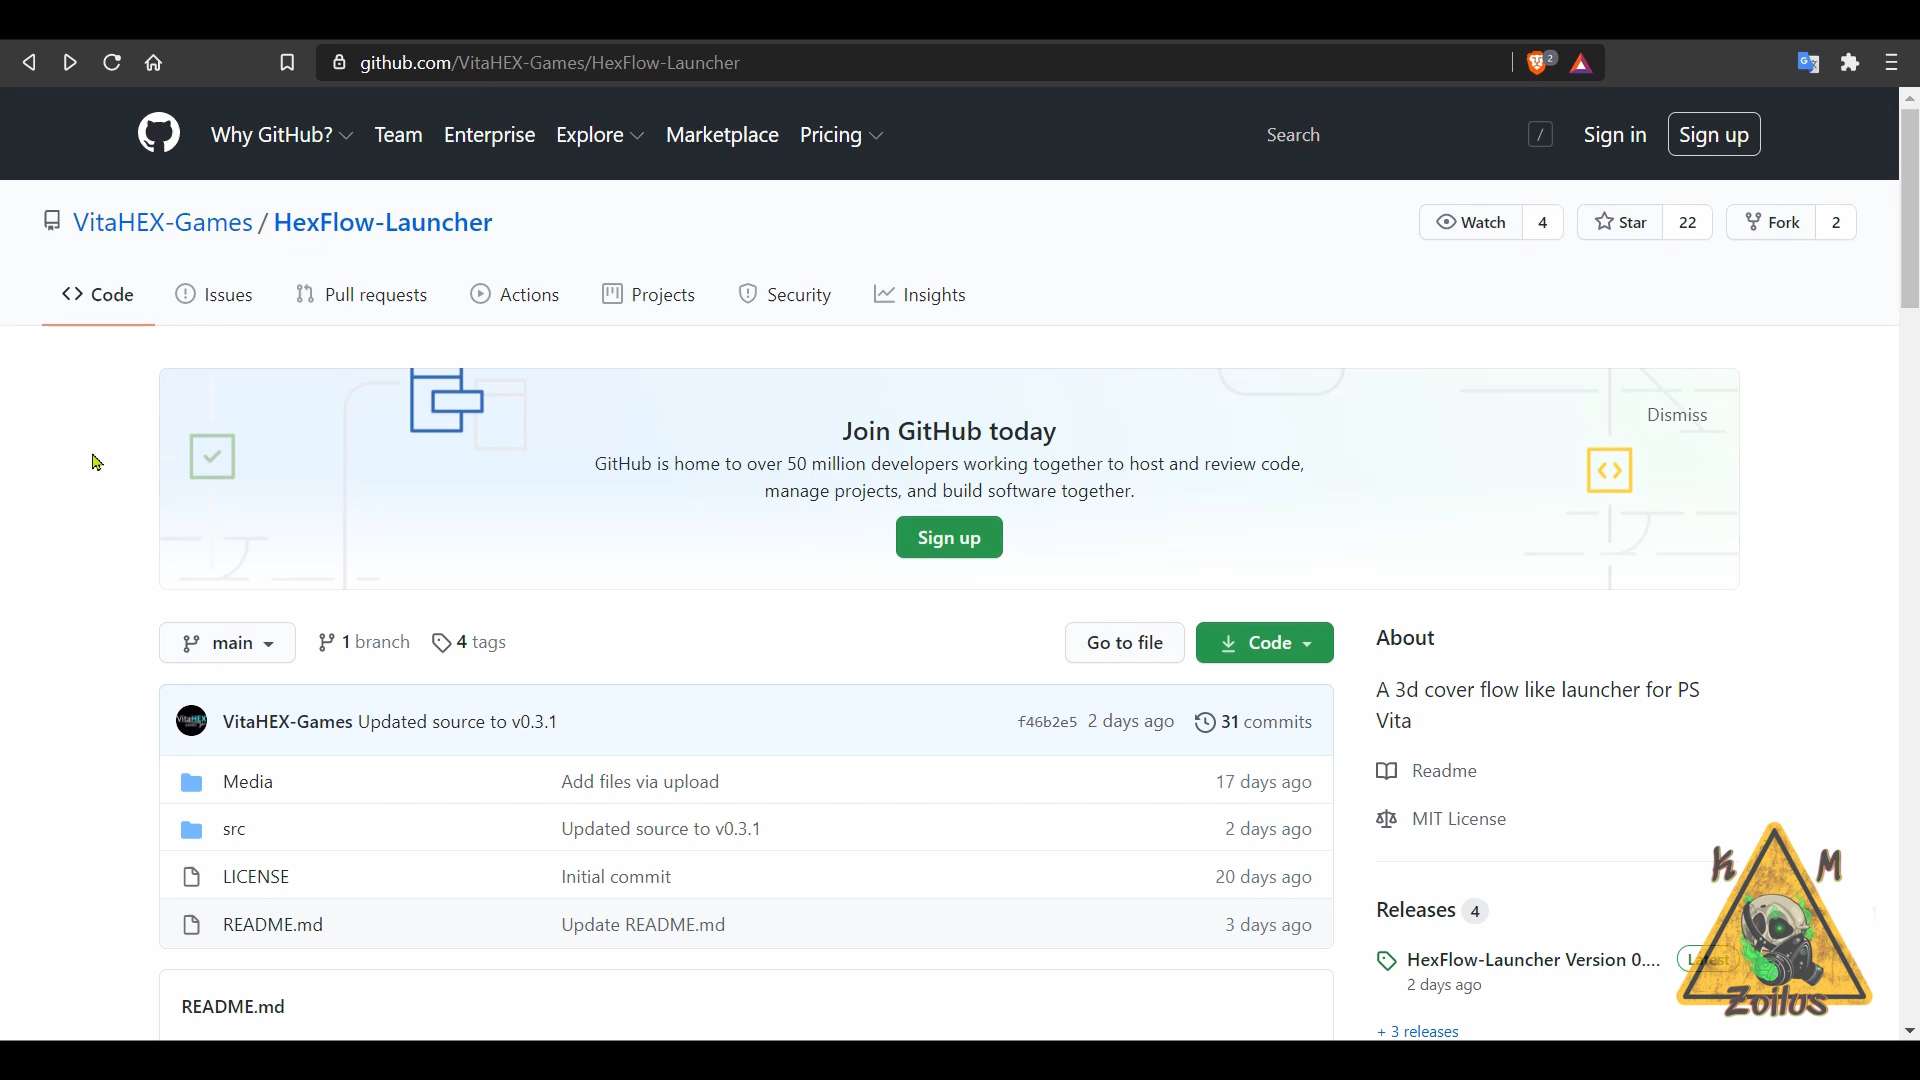 github.com/VitaHEX-Games/HexFlow-Launcher
2
Why GitHub? Team Enterprise Explore Marketplace Pricing Search / Sign in Sign up
VitaHEX-Games / HexFlow-Launcher
Watch 4 Star 22 Fork 2
Code Issues Pull requests Actions Projects Security Insights
Join GitHub today
Dismiss
GitHub is home to over 50 million developers working together to host and review code,
manage projects, and build software together.
Sign up
main 1 branch 4 tags Go to file Code
VitaHEX-Games Updated source to v0.3.1 f46b2e5 2 days ago 31 commits
Media Add files via upload 17 days ago
src Updated source to v0.3.1 2 days ago
LICENSE Initial commit 20 days ago
README.md Update README.md 3 days ago
README.md
About
A 3d cover flow like launcher for PS
Vita
Readme
MIT License
Releases 4
HexFlow-Launcher Version 0.... Latest
2 days ago
+ 3 releases
K M
Zoilus